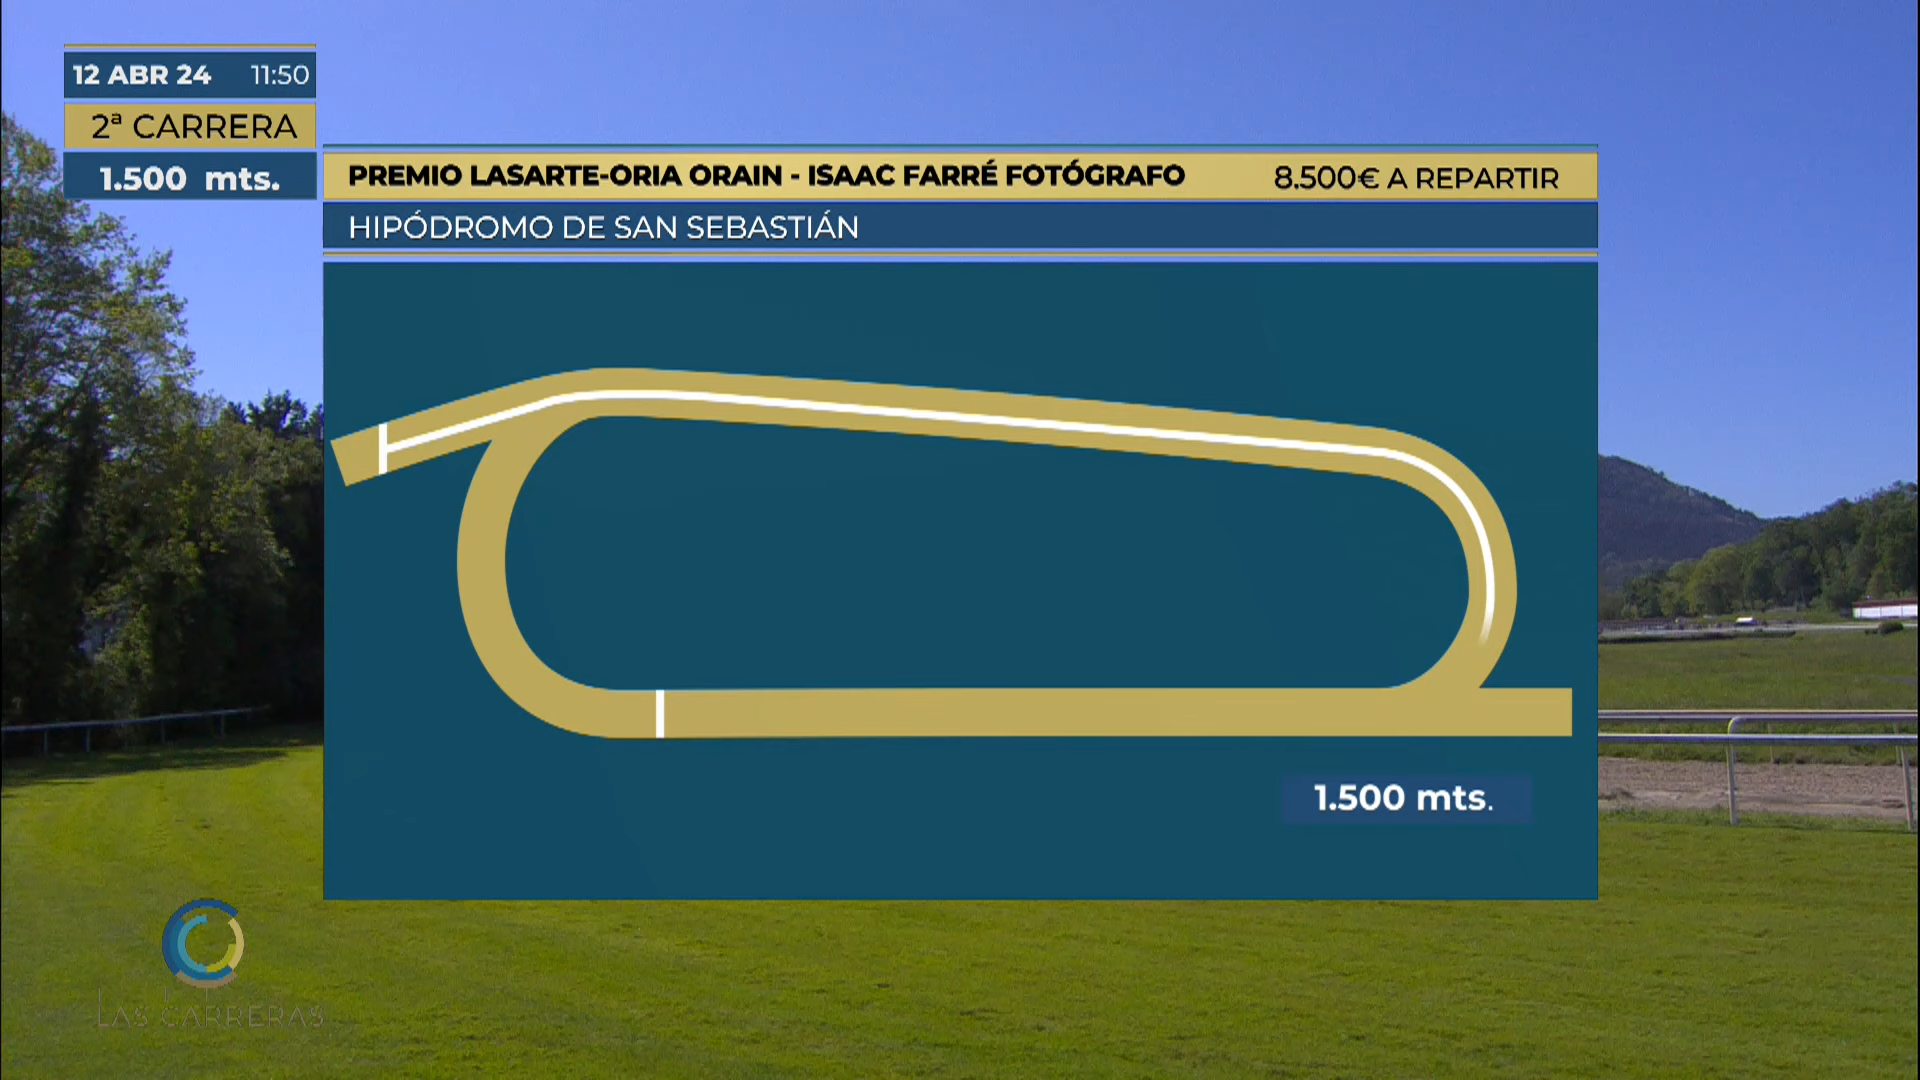 12 ABR 24 11:50
2ª CARRERA
1.500 mts.
PREMIO LASARTE-ORIA ORAIN - ISAAC FARRÉ FOTÓGRAFO 8.500€ A REPARTIR
HIPÓDROMO DE SAN SEBASTIÁN
1.500 mts.
LAS CARRERAS